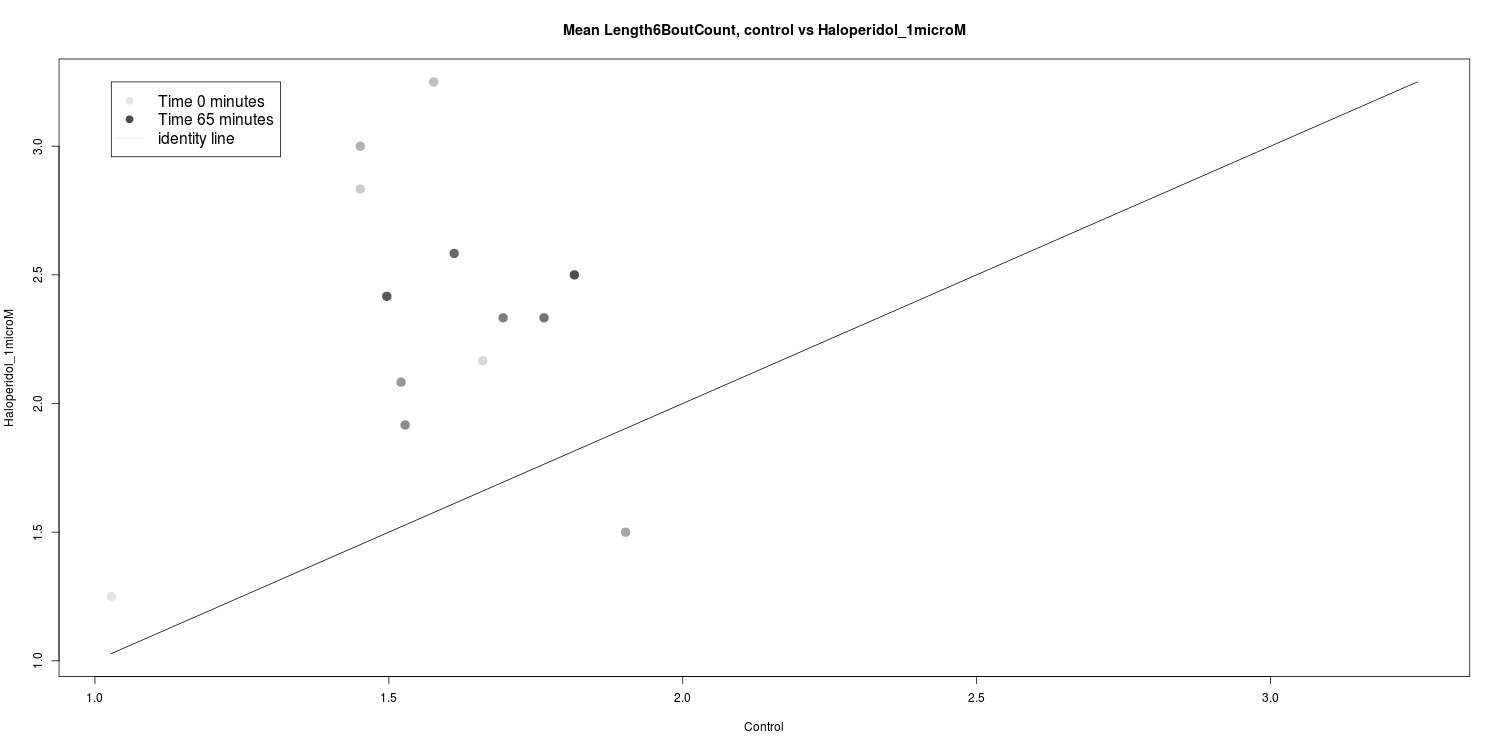 Mean Length6BoutCount, control vs Haloperidol_1microM
Time 0 minutes
Time 65 minutes
identity line
Haloperidol_1microM
3.0
2.5
2.0
1.5
1.0
1.0 1.5 2.0 2.5 3.0
Control